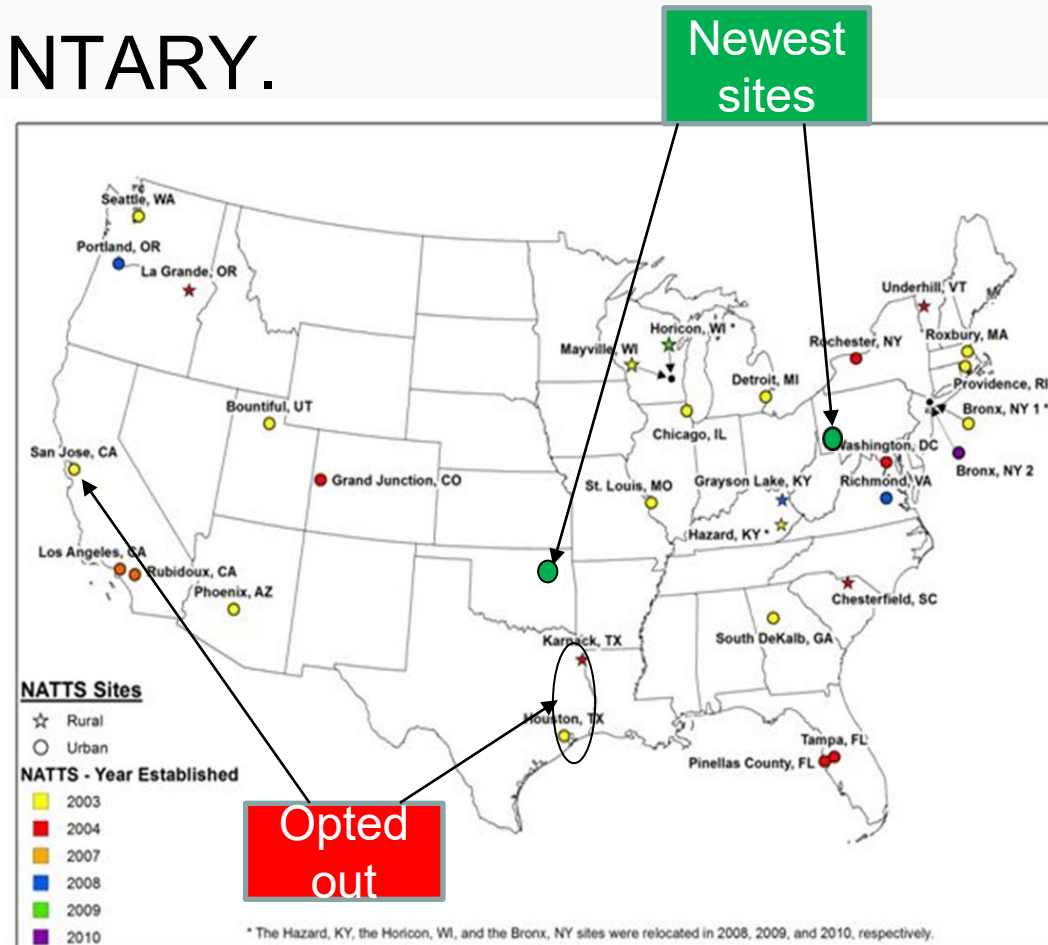 NTARY.
Newest
sites
Seattle, WA
Portland, OR
La Grande, OR
Underhill, VT
Horicon, WI *
Mayville, WI
Rochester, NY
Roxbury, MA
Detroit, MI
Providence, RI
Bountiful, UT
Bronx, NY 1 *
Chicago, IL
Washington, DC
San Jose, CA
Bronx, NY 2
Grand Junction, CO
St. Louis, MO
Grayson Lake, KY
Richmond, VA
Hazard, KY *
Los Angeles, CA
Rubidoux, CA
Phoenix, AZ
Chesterfield, SC
South DeKalb, GA
Karnack, TX
NATTS Sites
Rural
Houston, TX
Urban
Tampa, FL
Pinellas County, FL
NATTS - Year Established
2003
2004
2007
2008
2009
2010
Opted
out
* The Hazard, KY, the Horicon, WI, and the Bronx, NY sites were relocated in 2008, 2009, and 2010, respectively.